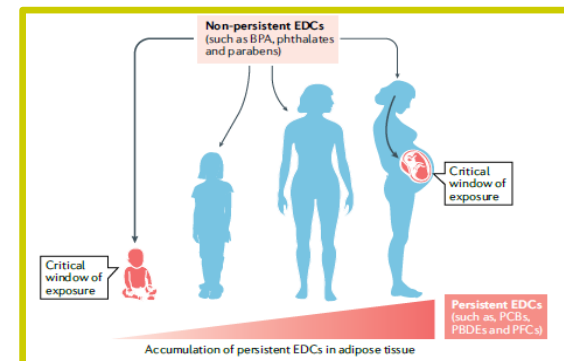 Non-persistent EDCs
(such as BPA, phthalates
and parabens)
Critical
window of
exposure
Critical
window of
exposure
Persistent EDCs
(such as, PCBs,
PBDEs and PFCs)
Accumulation of persistent EDCs in adipose tissue